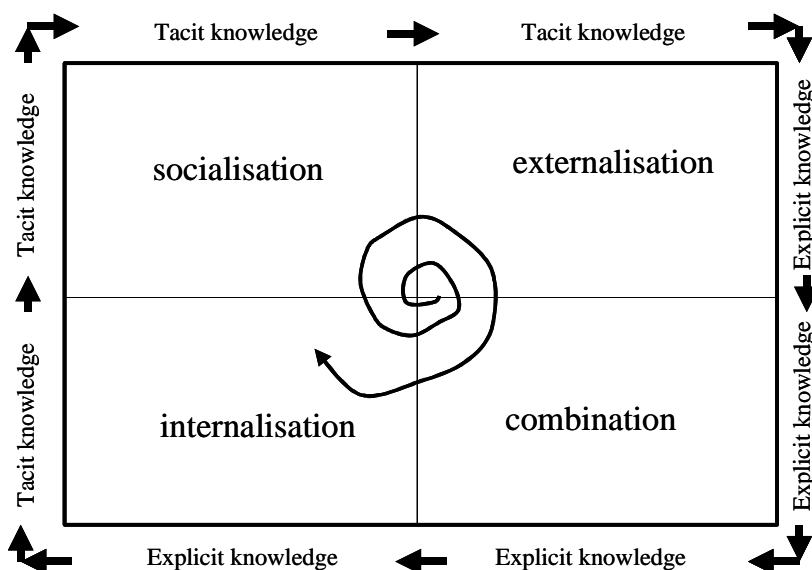 Tacit knowledge
Tacit knowledge
Tacit knowledge
socialisation
externalisation
Explicit knowledge
Tacit knowledge
internalisation
combination
Explicit knowledge
Explicit knowledge
Explicit knowledge